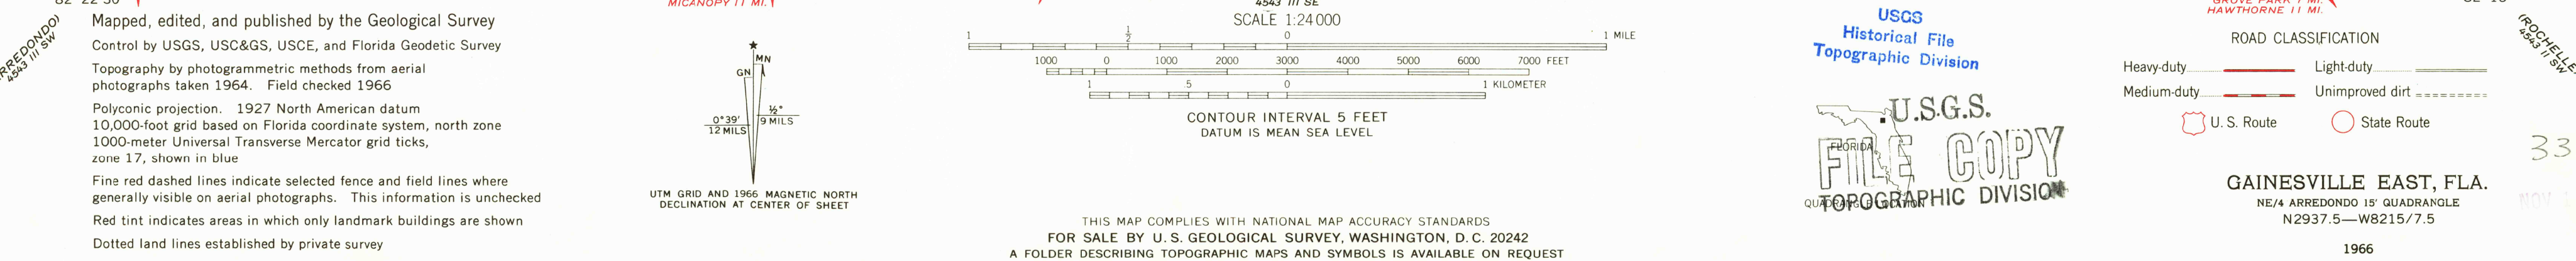 82°22'30"
(ARREDONDO)
4543 III SW
MICANOPY 11 MI.
4543 III SE
HAWTHORNE 11 MI.
(ROCHELLE)
4543 II SW
Mapped, edited, and published by the Geological Survey
Control by USGS, USC&GS, USCE, and Florida Geodetic Survey
Topography by photogrammetric methods from aerial
photographs taken 1964. Field checked 1966
Polyconic projection. 1927 North American datum
10,000-foot grid based on Florida coordinate system, north zone
1000-meter Universal Transverse Mercator grid ticks,
zone 17, shown in blue
Fine red dashed lines indicate selected fence and field lines where
generally visible on aerial photographs. This information is unchecked
Red tint indicates areas in which only landmark buildings are shown
Dotted land lines established by private survey
MN
GN
0°39'
12 MILS
½°
9 MILS
UTM GRID AND 1966 MAGNETIC NORTH
DECLINATION AT CENTER OF SHEET
SCALE 1:24000
1 ½ 0 1 MILE
1000 0 1000 2000 3000 4000 5000 6000 7000 FEET
1 .5 0 1 KILOMETER
CONTOUR INTERVAL 5 FEET
DATUM IS MEAN SEA LEVEL
THIS MAP COMPLIES WITH NATIONAL MAP ACCURACY STANDARDS
FOR SALE BY U.S. GEOLOGICAL SURVEY, WASHINGTON, D.C. 20242
A FOLDER DESCRIBING TOPOGRAPHIC MAPS AND SYMBOLS IS AVAILABLE ON REQUEST
USGS
Historical File
Topographic Division
U.S.G.S.
FLORIDA
FILE COPY
TOPOGRAPHIC DIVISION
QUADRANGLE LOCATION
ROAD CLASSIFICATION
Heavy-duty Light-duty
Medium-duty Unimproved dirt
U. S. Route State Route
33
GAINESVILLE EAST, FLA.
NE/4 ARREDONDO 15' QUADRANGLE
N2937.5—W8215/7.5
1966